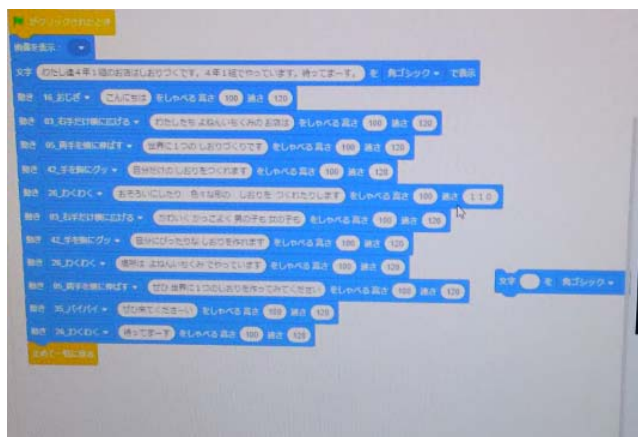 がクリックされたとき
画像を表示：
文字 わたし達4年1組のお店はしおりづくです。4年1組でやっています。待ってまーす。 を 角ゴシック で表示
動き 16_おじぎ こんにちは をしゃべる 高さ 100 速さ 120
動き 03_右手だけ横に広げる わたしたち よねんいちくみの お店は をしゃべる 高さ 100 速さ 120
動き 05_両手を横に伸ばす 世界に1つの しおりづくりです をしゃべる 高さ 100 速さ 120
動き 42_手を胸にグッ 自分だけの しおりをつくれます をしゃべる 高さ 100 速さ 120
動き 26_わくわく おそろいにしたり 色々な形の しおりを つくれたりします をしゃべる 高さ 100 速さ 110
動き 03_右手だけ横に広げる かわいく かっこよく 男の子も 女の子も をしゃべる 高さ 100 速さ 120
動き 42_手を胸にグッ 自分にぴったりな しおりを作れます をしゃべる 高さ 100 速さ 120
動き 26_わくわく 場所は よねんいちくみ でやっています をしゃべる 高さ 100 速さ 120
動き 05_両手を横に伸ばす ぜひ 世界に1つのしおりを作ってみてください をしゃべる 高さ 100 速さ 120
動き 35_バイバイ ぜひ来てくださーい をしゃべる 高さ 100 速さ 120
動き 26_わくわく 待ってまーす をしゃべる 高さ 100 速さ 120
文字 を 角ゴシック